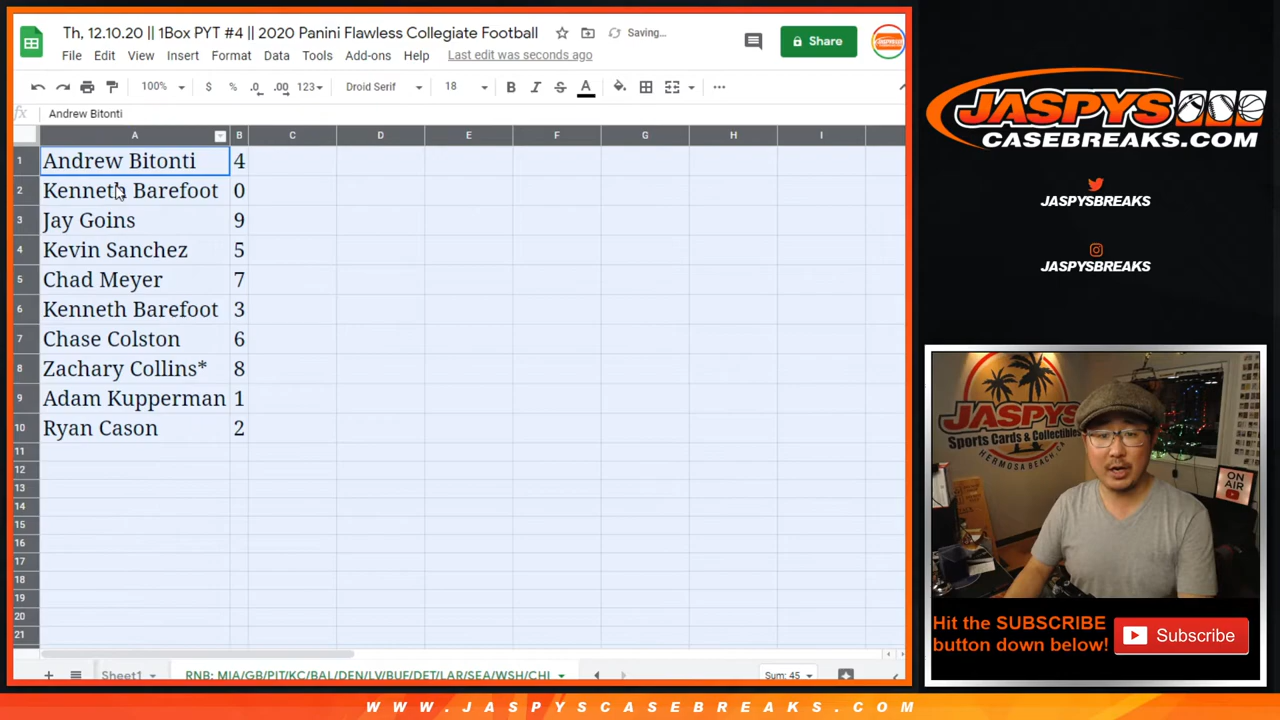 Th, 12.10.20 || 1Box PYT #4 || 2020 Panini Flawless Collegiate Football
Saving...
Share
File Edit View Insert Format Data Tools Add-ons Help Last edit was seconds ago
100% $ % .0 .00 123 Droid Serif 18 B I A
fx Andrew Bitonti
A B C D E F G H I
1 Andrew Bitonti 4
2 Kenneth Barefoot 0
3 Jay Goins 9
4 Kevin Sanchez 5
5 Chad Meyer 7
6 Kenneth Barefoot 3
7 Chase Colston 6
8 Zachary Collins* 8
9 Adam Kupperman 1
10 Ryan Cason 2
11
12
13
14
15
16
17
18
19
20
21
Sheet1 RNB: MIA/GB/PIT/KC/BAL/DEN/LV/BUF/DET/LAR/SEA/WSH/CHI Sum: 45
JASPYS
CASEBREAKS.COM
JASPYSBREAKS
JASPYSBREAKS
JASPYS
Sports Cards & Collectibles
HERMOSA BEACH, CA
ON AIR
Hit the SUBSCRIBE
button down below!
Subscribe
WWW.JASPYSCASEBREAKS.COM